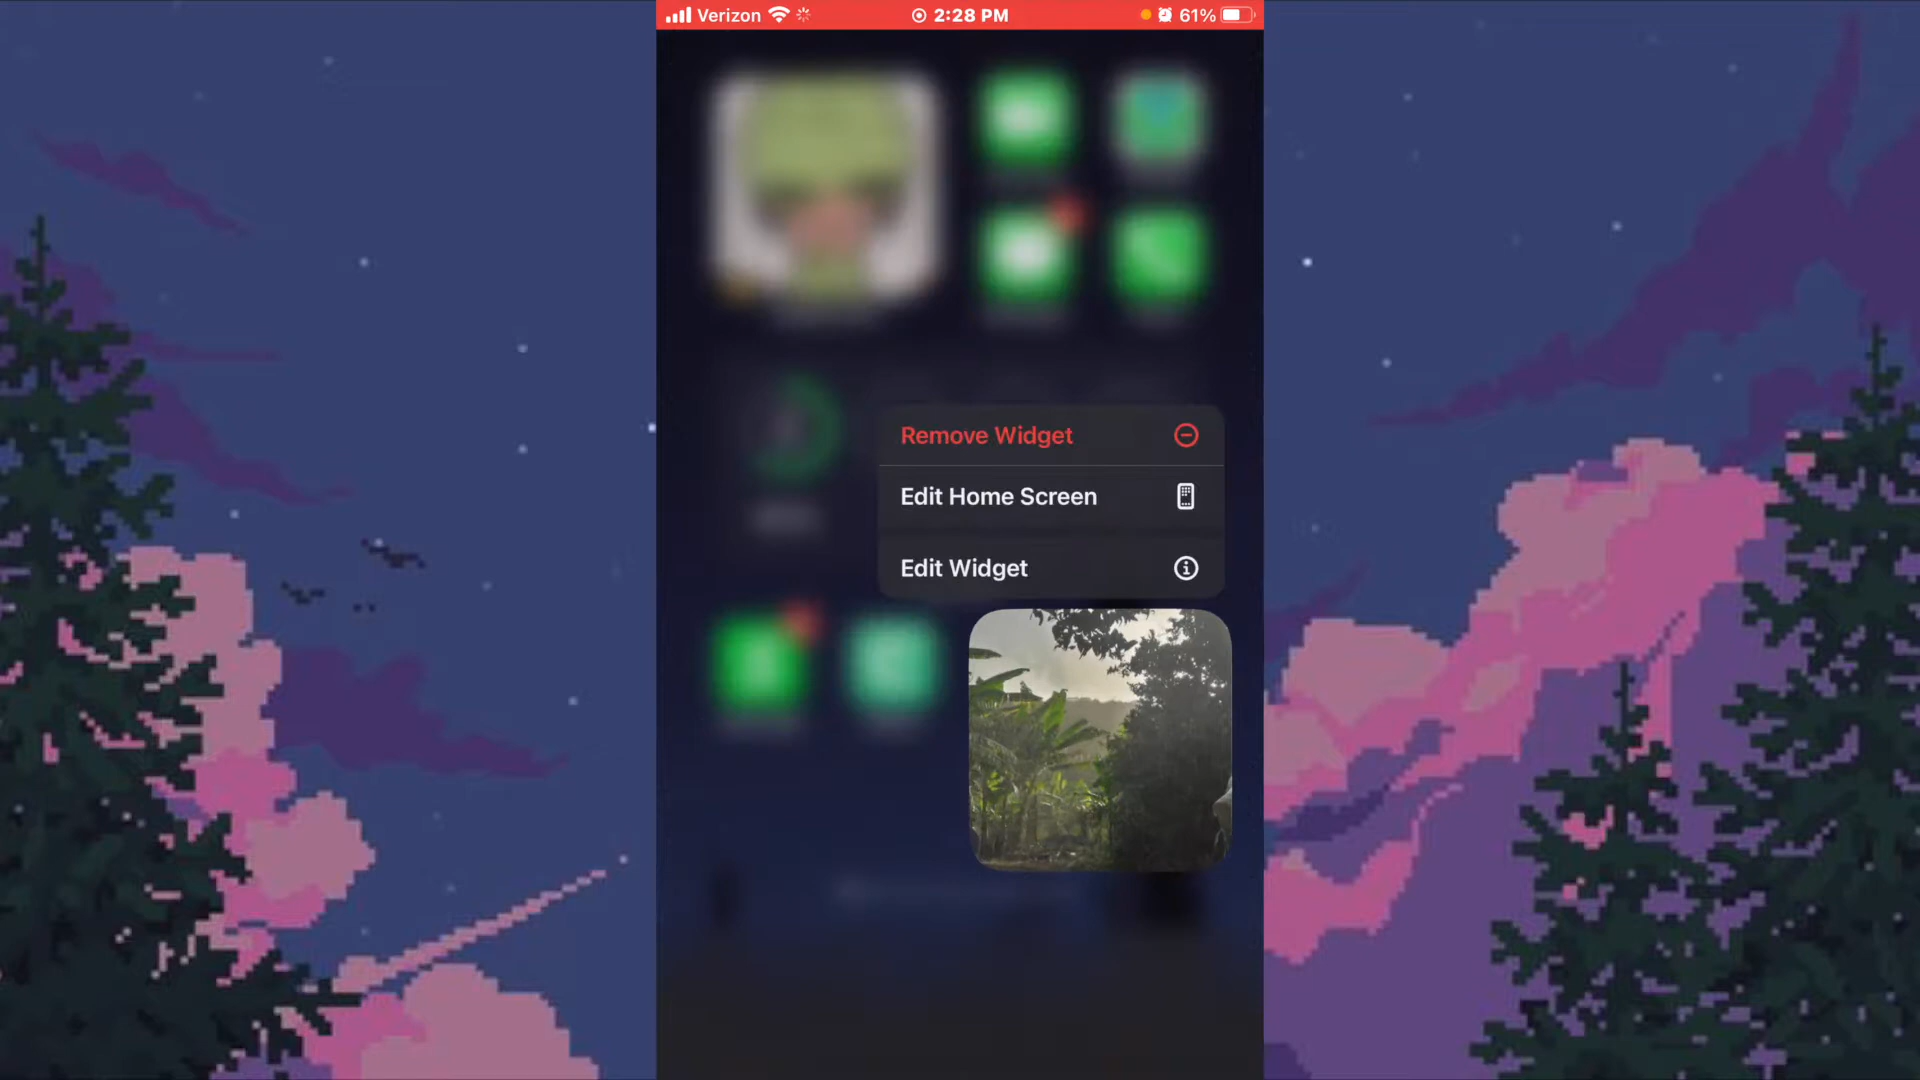 Verizon 2:28 PM 61%
Remove Widget
Edit Home Screen
Edit Widget